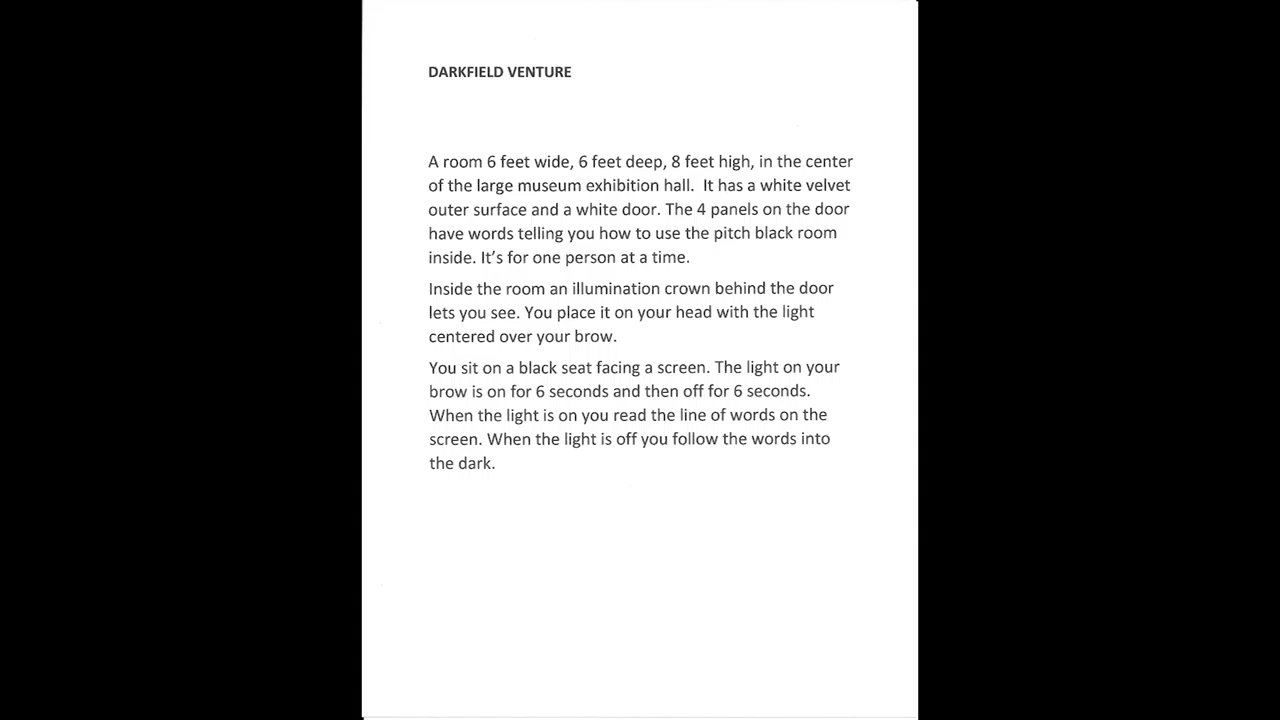 DARKFIELD VENTURE
A room 6 feet wide, 6 feet deep, 8 feet high, in the center
of the large museum exhibition hall.  It has a white velvet
outer surface and a white door. The 4 panels on the door
have words telling you how to use the pitch black room
inside. It’s for one person at a time.
Inside the room an illumination crown behind the door
lets you see. You place it on your head with the light
centered over your brow.
You sit on a black seat facing a screen. The light on your
brow is on for 6 seconds and then off for 6 seconds.
When the light is on you read the line of words on the
screen. When the light is off you follow the words into
the dark.